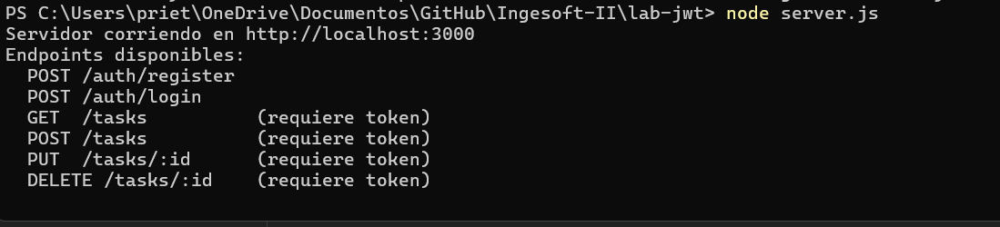 PS C:\Users\priet\OneDrive\Documentos\GitHub\Ingesoft-II\lab-jwt> node server.js
Servidor corriendo en http://localhost:3000
Endpoints disponibles:
  POST /auth/register
  POST /auth/login
  GET  /tasks          (requiere token)
  POST /tasks          (requiere token)
  PUT  /tasks/:id      (requiere token)
  DELETE /tasks/:id    (requiere token)